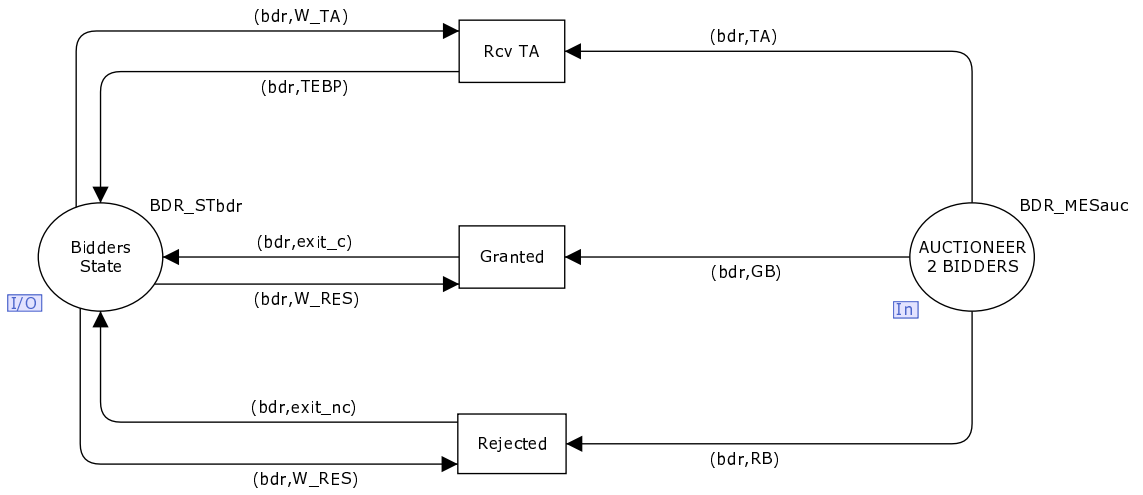 (bdr,W_TA)
Rcv TA
(bdr,TA)
(bdr,TEBP)
BDR_STbdr
BDR_MESauc
Bidders
State
(bdr,exit_c)
Granted
AUCTIONEER
2 BIDDERS
(bdr,GB)
(bdr,W_RES)
I/O
In
(bdr,exit_nc)
Rejected
(bdr,RB)
(bdr,W_RES)